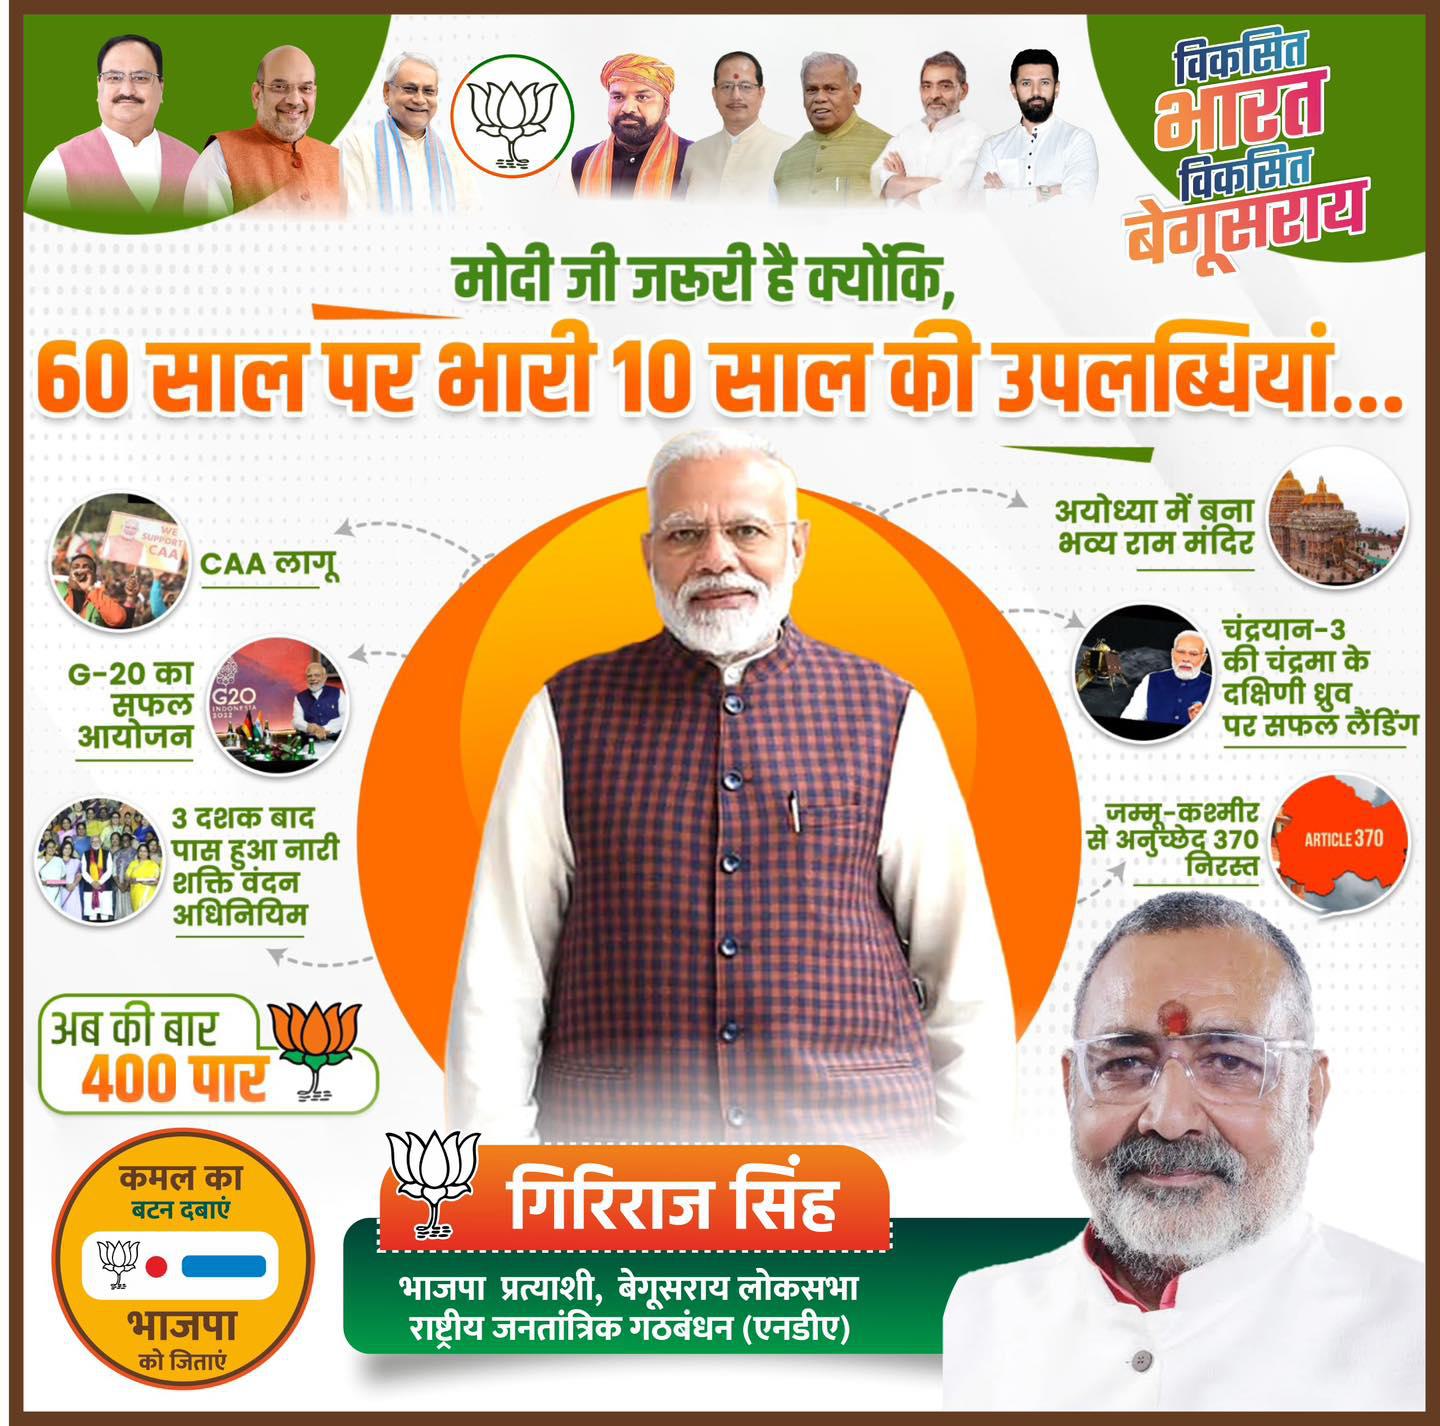 विकसित
भारत
विकसित
बेगूसराय
मोदी जी जरूरी है क्योंकि,
60 साल पर भारी 10 साल की उपलब्धियां...
WE
SUPPORT
CAA
CAA लागू
G-20 का
सफल
आयोजन
G20
INDONESIA
2022
3 दशक बाद
पास हुआ नारी
शक्ति वंदन
अधिनियिम
अयोध्या में बना
भव्य राम मंदिर
चंद्रयान-3
की चंद्रमा के
दक्षिणी ध्रुव
पर सफल लैंडिंग
जम्मू-कश्मीर
से अनुच्छेद 370
निरस्त
ARTICLE 370
अब की बार
400 पार
कमल का
बटन दबाएं
भाजपा
को जिताएं
गिरिराज सिंह
भाजपा प्रत्याशी, बेगूसराय लोकसभा
राष्ट्रीय जनतांत्रिक गठबंधन (एनडीए)